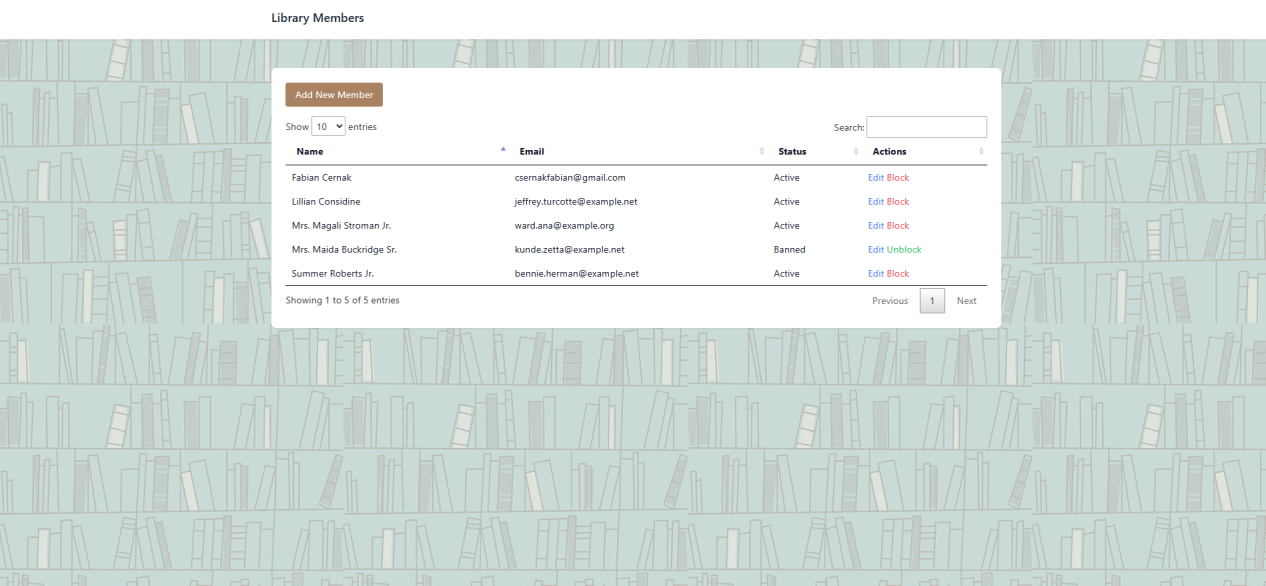 Library Members
Add New Member
Show 10 entries Search:
Name Email Status Actions
Fabian Cernak csernakfabian@gmail.com Active Edit Block
Lillian Considine jeffrey.turcotte@example.net Active Edit Block
Mrs. Magali Stroman Jr. ward.ana@example.org Active Edit Block
Mrs. Maida Buckridge Sr. kunde.zetta@example.net Banned Edit Unblock
Summer Roberts Jr. bennie.herman@example.net Active Edit Block
Showing 1 to 5 of 5 entries Previous 1 Next